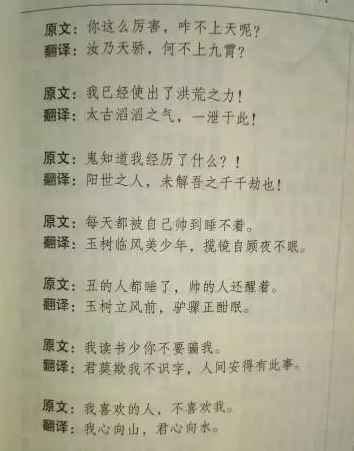 原文：你这么厉害，咋不上天呢？
翻译：汝乃天骄，何不上九霄？
原文：我已经使出了洪荒之力！
翻译：太古滔滔之气，一泄于此！
原文：鬼知道我经历了什么？！
翻译：阳世之人，未解吾之千千劫也！
原文：每天都被自己帅到睡不着。
翻译：玉树临风美少年，揽镜自顾夜不眠。
原文：丑的人都睡了，帅的人还醒着。
翻译：玉树立风前，驴骡正酣眠。
原文：我读书少你不要骗我。
翻译：君莫欺我不识字，人间安得有此事。
原文：我喜欢的人，不喜欢我。
翻译：我心向山，君心向水。